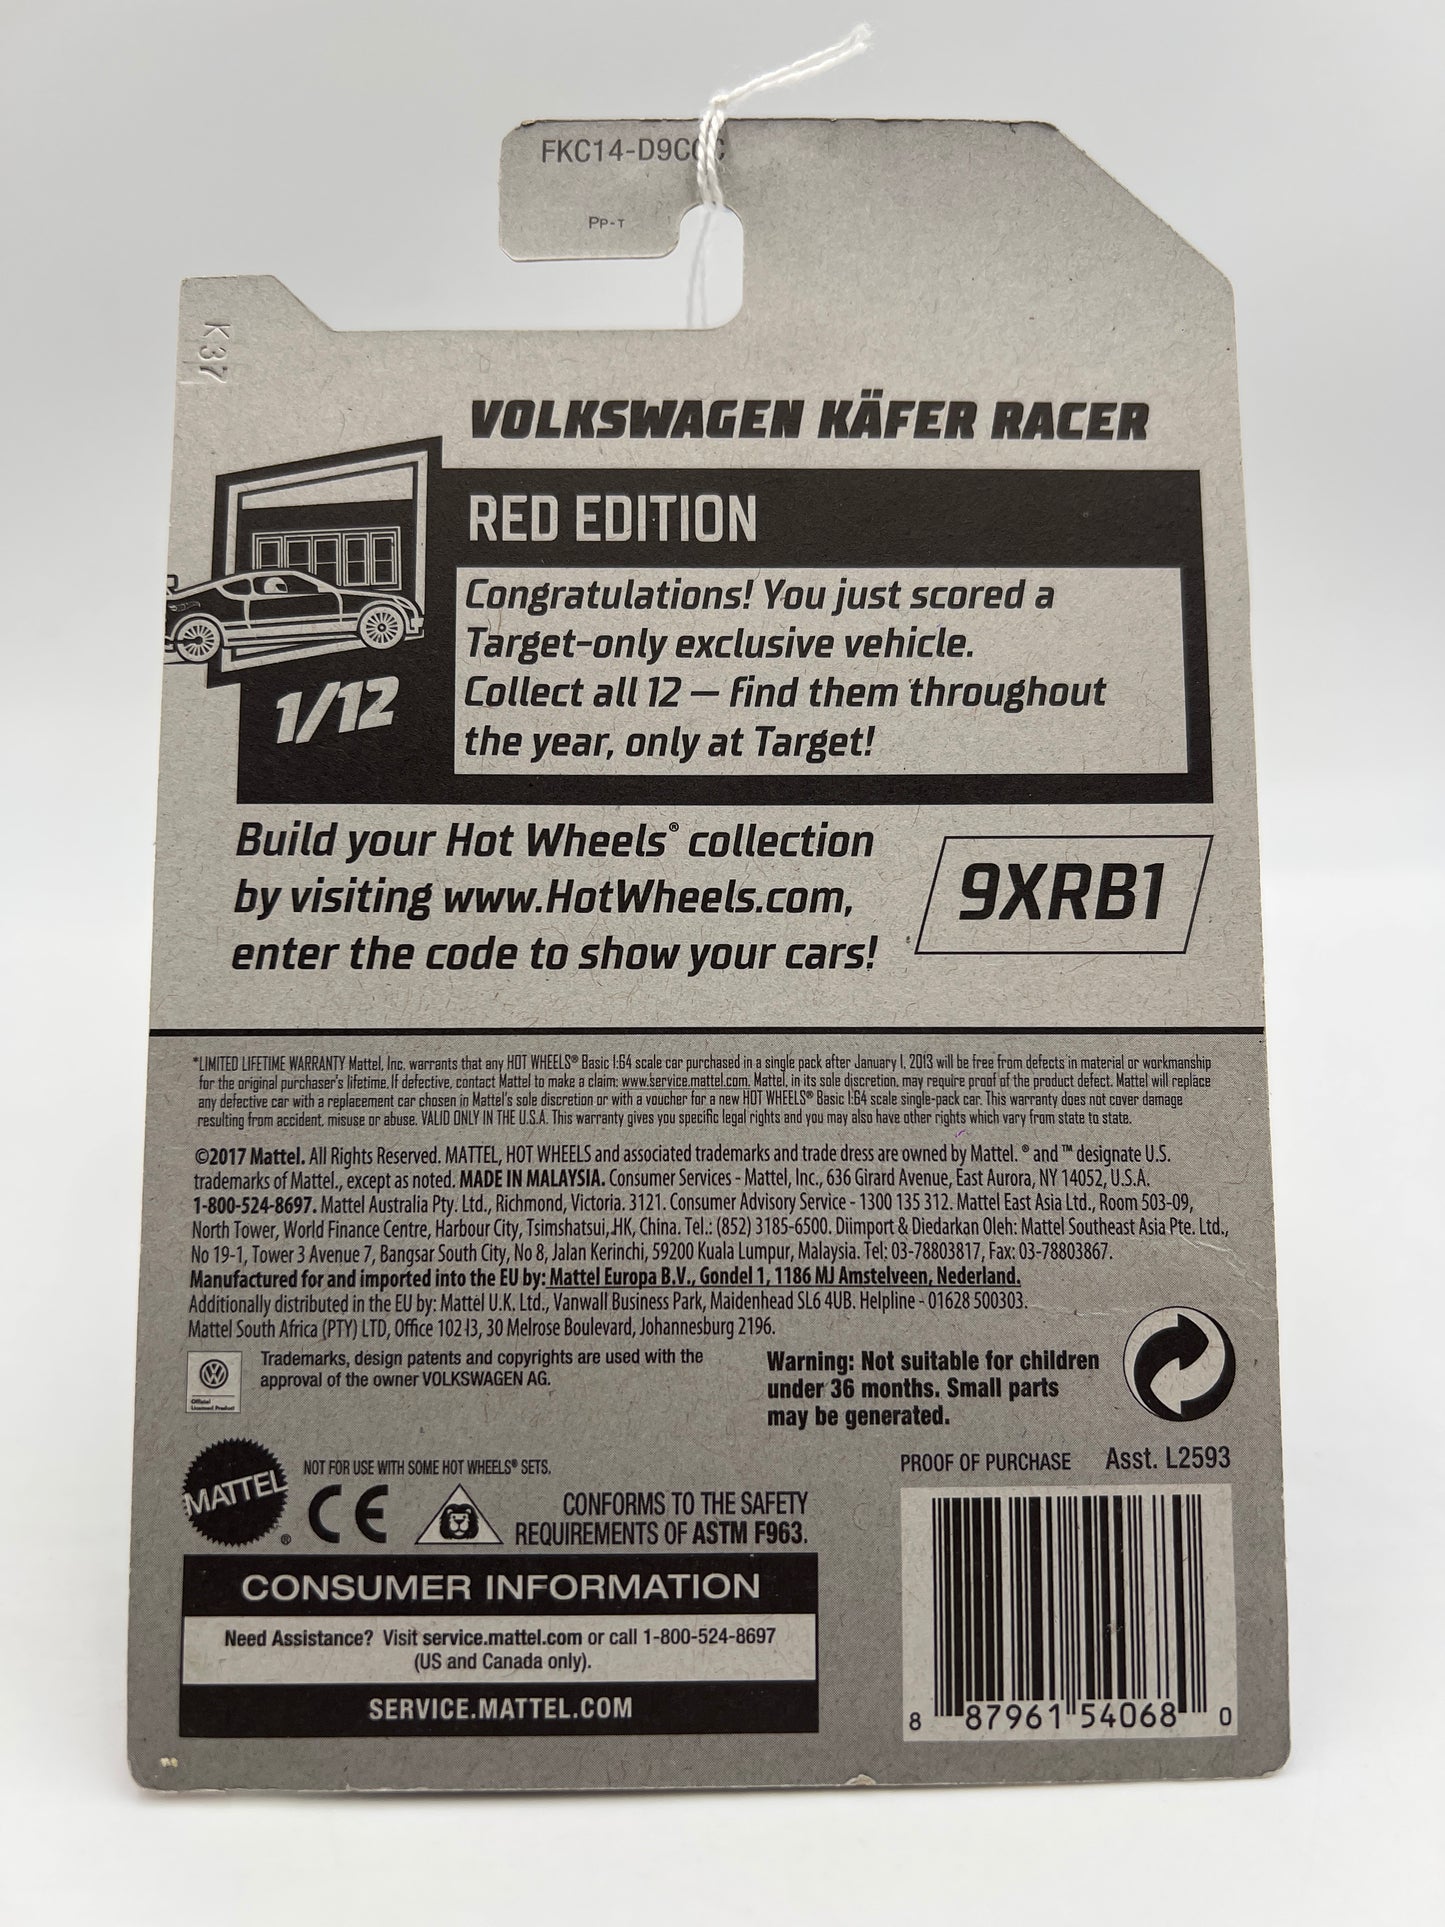 FKC14-D9C
Pp-T
K 37
VOLKSWAGEN KÄFER RACER
RED EDITION
Congratulations! You just scored a
Target-only exclusive vehicle.
Collect all 12 — find them throughout
the year, only at Target!
1/12
Build your Hot Wheels® collection
by visiting www.HotWheels.com,
enter the code to show your cars!
9XRB1
*LIMITED LIFETIME WARRANTY Mattel, Inc. warrants that any HOT WHEELS® Basic 1:64 scale car purchased in a single pack after January 1, 2013 will be free from defects in material or workmanship
for the original purchaser's lifetime. If defective, contact Mattel to make a claim: www.service.mattel.com. Mattel, in its sole discretion, may require proof of the product defect. Mattel will replace
any defective car with a replacement car chosen in Mattel's sole discretion or with a voucher for a new HOT WHEELS® Basic 1:64 scale single-pack car. This warranty does not cover damage
resulting from accident, misuse or abuse. VALID ONLY IN THE U.S.A. This warranty gives you specific legal rights and you may also have other rights which vary from state to state.
©2017 Mattel. All Rights Reserved. MATTEL, HOT WHEELS and associated trademarks and trade dress are owned by Mattel. ® and ™ designate U.S.
trademarks of Mattel., except as noted. MADE IN MALAYSIA. Consumer Services - Mattel, Inc., 636 Girard Avenue, East Aurora, NY 14052, U.S.A.
1-800-524-8697. Mattel Australia Pty. Ltd., Richmond, Victoria. 3121. Consumer Advisory Service - 1300 135 312. Mattel East Asia Ltd., Room 503-09,
North Tower, World Finance Centre, Harbour City, Tsimshatsui, HK, China. Tel.: (852) 3185-6500. Diimport & Diedarkan Oleh: Mattel Southeast Asia Pte. Ltd.,
No 19-1, Tower 3 Avenue 7, Bangsar South City, No 8, Jalan Kerinchi, 59200 Kuala Lumpur, Malaysia. Tel: 03-78803817, Fax: 03-78803867.
Manufactured for and imported into the EU by: Mattel Europa B.V., Gondel 1, 1186 MJ Amstelveen, Nederland.
Additionally distributed in the EU by: Mattel U.K. Ltd., Vanwall Business Park, Maidenhead SL6 4UB. Helpline - 01628 500303.
Mattel South Africa (PTY) LTD, Office 102 I3, 30 Melrose Boulevard, Johannesburg 2196.
Official
Licensed Product
Trademarks, design patents and copyrights are used with the
approval of the owner VOLKSWAGEN AG.
Warning: Not suitable for children
under 36 months. Small parts
may be generated.
MATTEL®
NOT FOR USE WITH SOME HOT WHEELS® SETS.
CE
CONFORMS TO THE SAFETY
REQUIREMENTS OF ASTM F963.
PROOF OF PURCHASE Asst. L2593
CONSUMER INFORMATION
Need Assistance? Visit service.mattel.com or call 1-800-524-8697
(US and Canada only).
SERVICE.MATTEL.COM
8 87961 54068 0